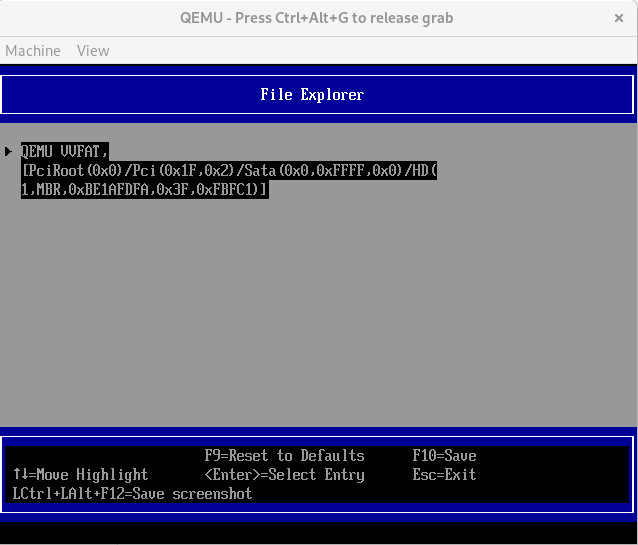 QEMU - Press Ctrl+Alt+G to release grab
Machine View
File Explorer
QEMU VVFAT,
[PciRoot(0x0)/Pci(0x1F,0x2)/Sata(0x0,0xFFFF,0x0)/HD(
1,MBR,0xBE1AFDFA,0x3F,0xFBFC1)]
F9=Reset to Defaults F10=Save
↑↓=Move Highlight <Enter>=Select Entry Esc=Exit
LCtrl+LAlt+F12=Save screenshot